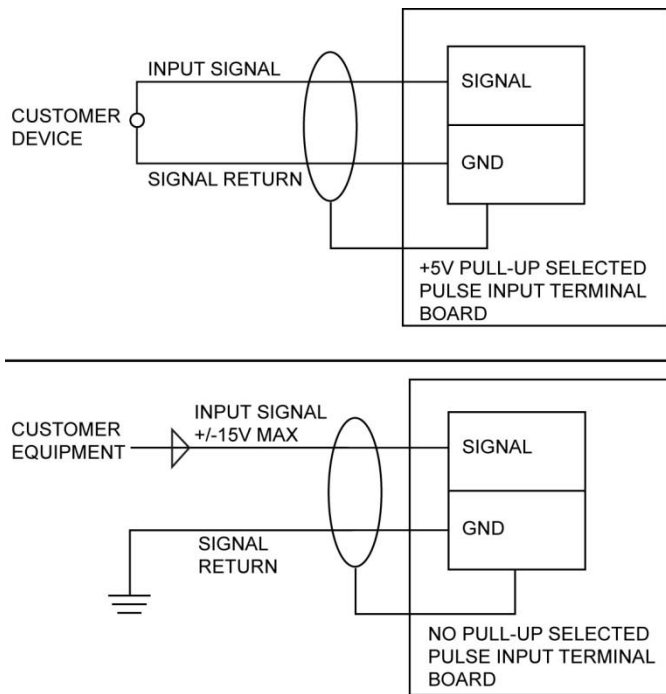 INPUT SIGNAL
SIGNAL
CUSTOMER
DEVICE
GND
SIGNAL RETURN
+5V PULL-UP SELECTED
PULSE INPUT TERMINAL
BOARD
INPUT SIGNAL
+/-15V MAX
CUSTOMER
EQUIPMENT
SIGNAL
GND
SIGNAL
RETURN
NO PULL-UP SELECTED
PULSE INPUT TERMINAL
BOARD